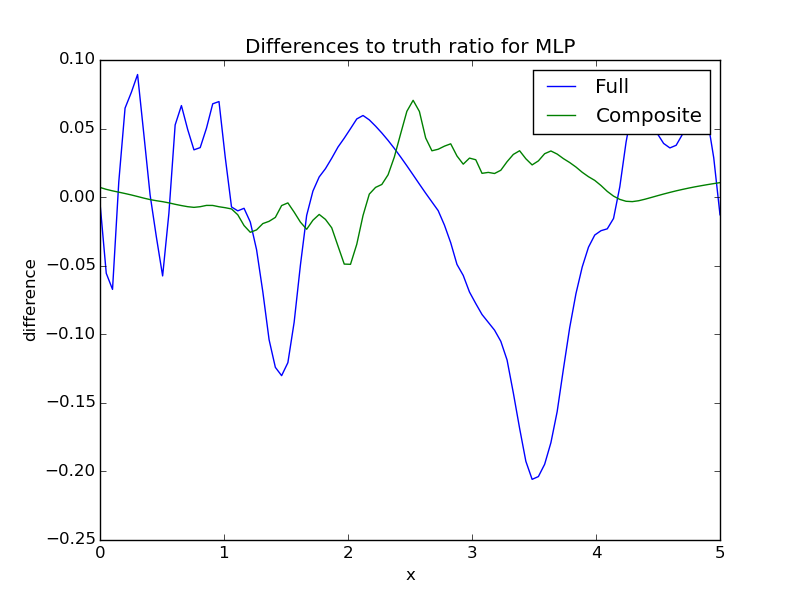 Differences to truth ratio for MLP
Full
Composite
0.10
0.05
0.00
−0.05
−0.10
−0.15
−0.20
−0.25
difference
0 1 2 3 4 5
x